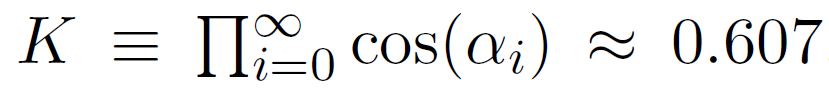 K ≡ ∏_{i=0}^{∞} cos(α_i) ≈ 0.607